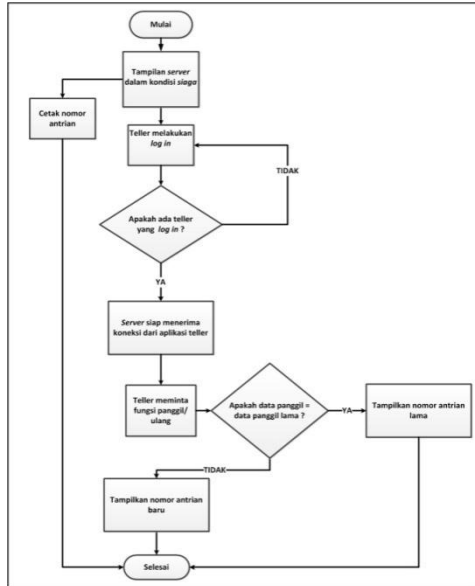 Mulai
Tampilan server
dalam kondisi siaga
Cetak nomor
antrian
Teller melakukan
log in
TIDAK
Apakah ada teller
yang log in ?
YA
Server siap menerima
koneksi dari aplikasi teller
Teller meminta
fungsi panggil/
ulang
Apakah data panggil =
data panggil lama ?
YA
Tampilkan nomor antrian
lama
TIDAK
Tampilkan nomor antrian
baru
Selesai